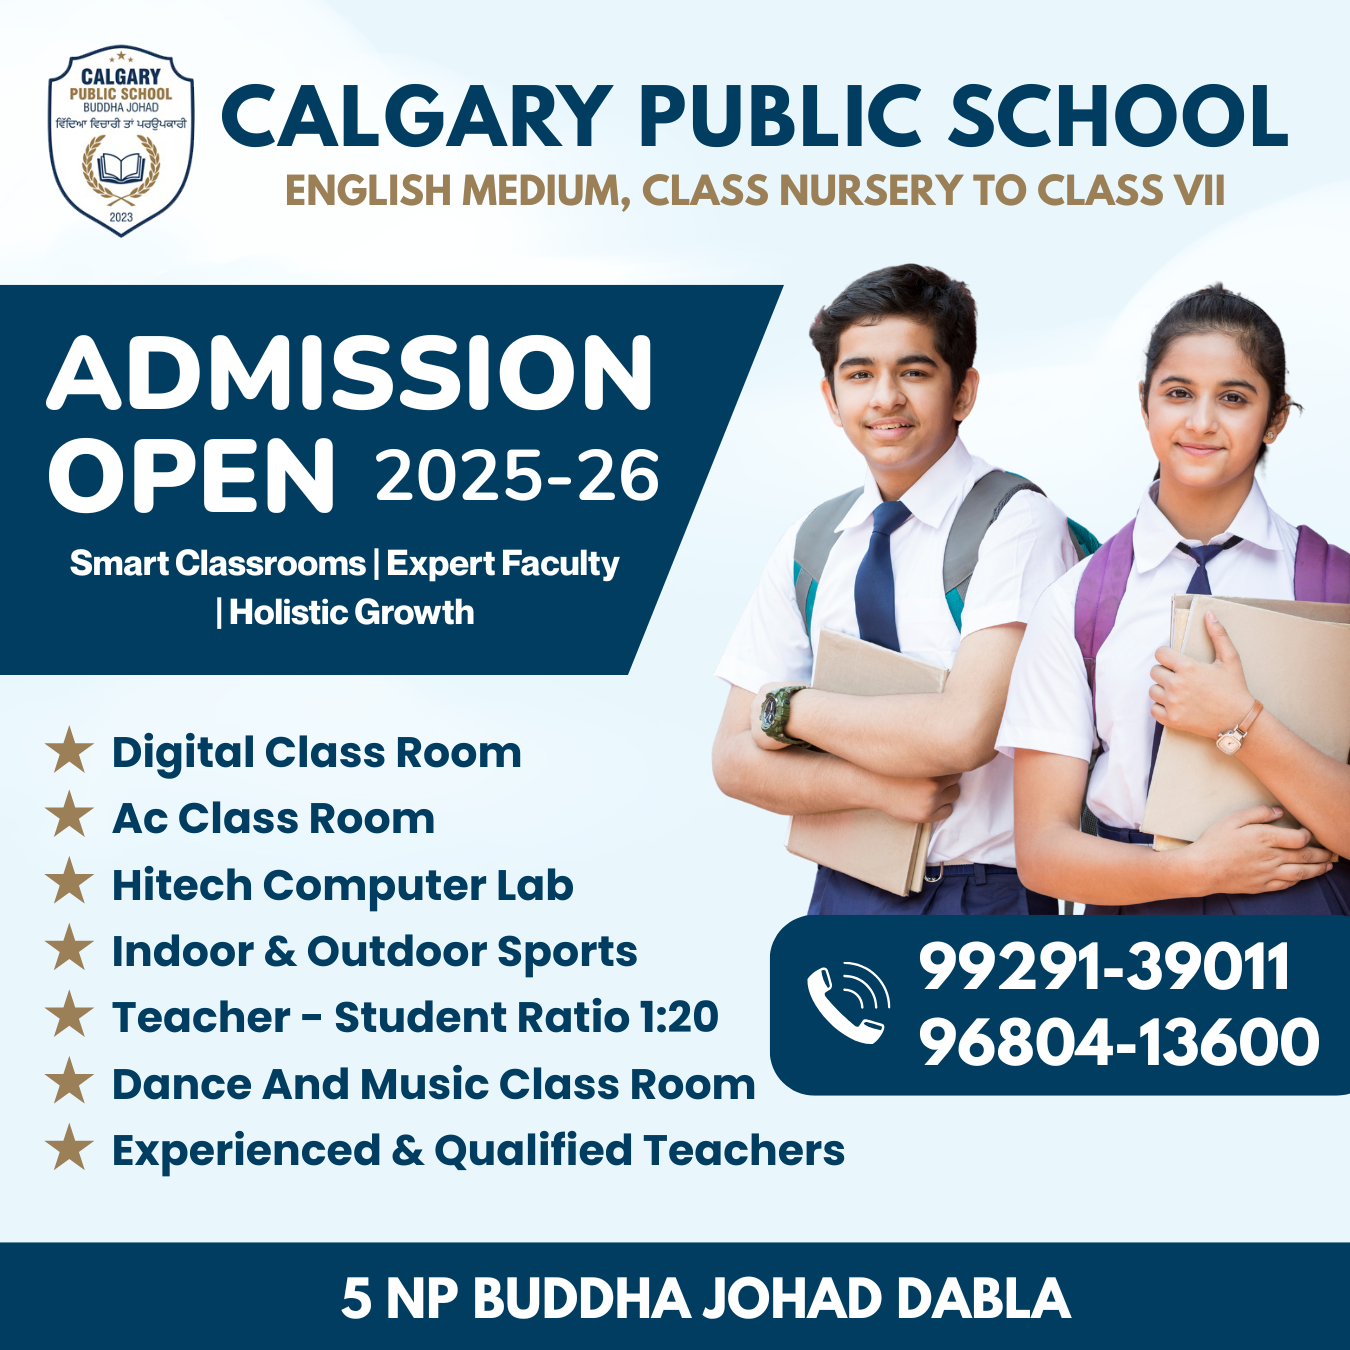 CALGARY
PUBLIC SCHOOL
BUDDHA JOHAD
ਵਿੱਦਿਆ ਵਿਚਾਰੀ ਤਾਂ ਪਰਉਪਕਾਰੀ
2023
CALGARY PUBLIC SCHOOL
ENGLISH MEDIUM, CLASS NURSERY TO CLASS VII
ADMISSION
OPEN 2025-26
Smart Classrooms | Expert Faculty
| Holistic Growth
Digital Class Room
Ac Class Room
Hitech Computer Lab
Indoor & Outdoor Sports
Teacher - Student Ratio 1:20
Dance And Music Class Room
Experienced & Qualified Teachers
99291-39011
96804-13600
5 NP BUDDHA JOHAD DABLA